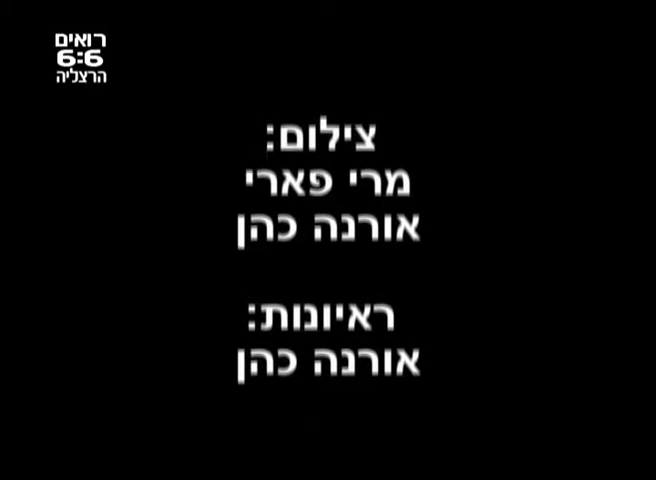 רואים
6:6
הרצליה
צילום:
מרי פארי
אורנה כהן
ראיונות:
אורנה כהן